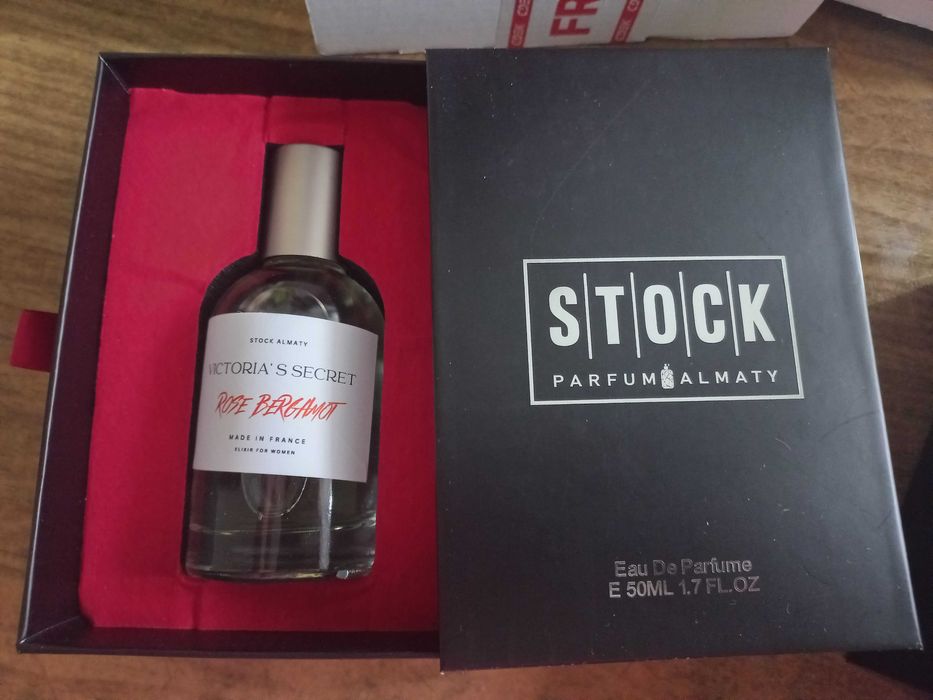 FR
STOCK ALMATY
VICTORIA'S SECRET
ROSE BERGAMOT
MADE IN FRANCE
ELIXIR FOR WOMEN
STOCK
PARFUM ALMATY
Eau De Parfume
E 50ML 1.7 FL.OZ